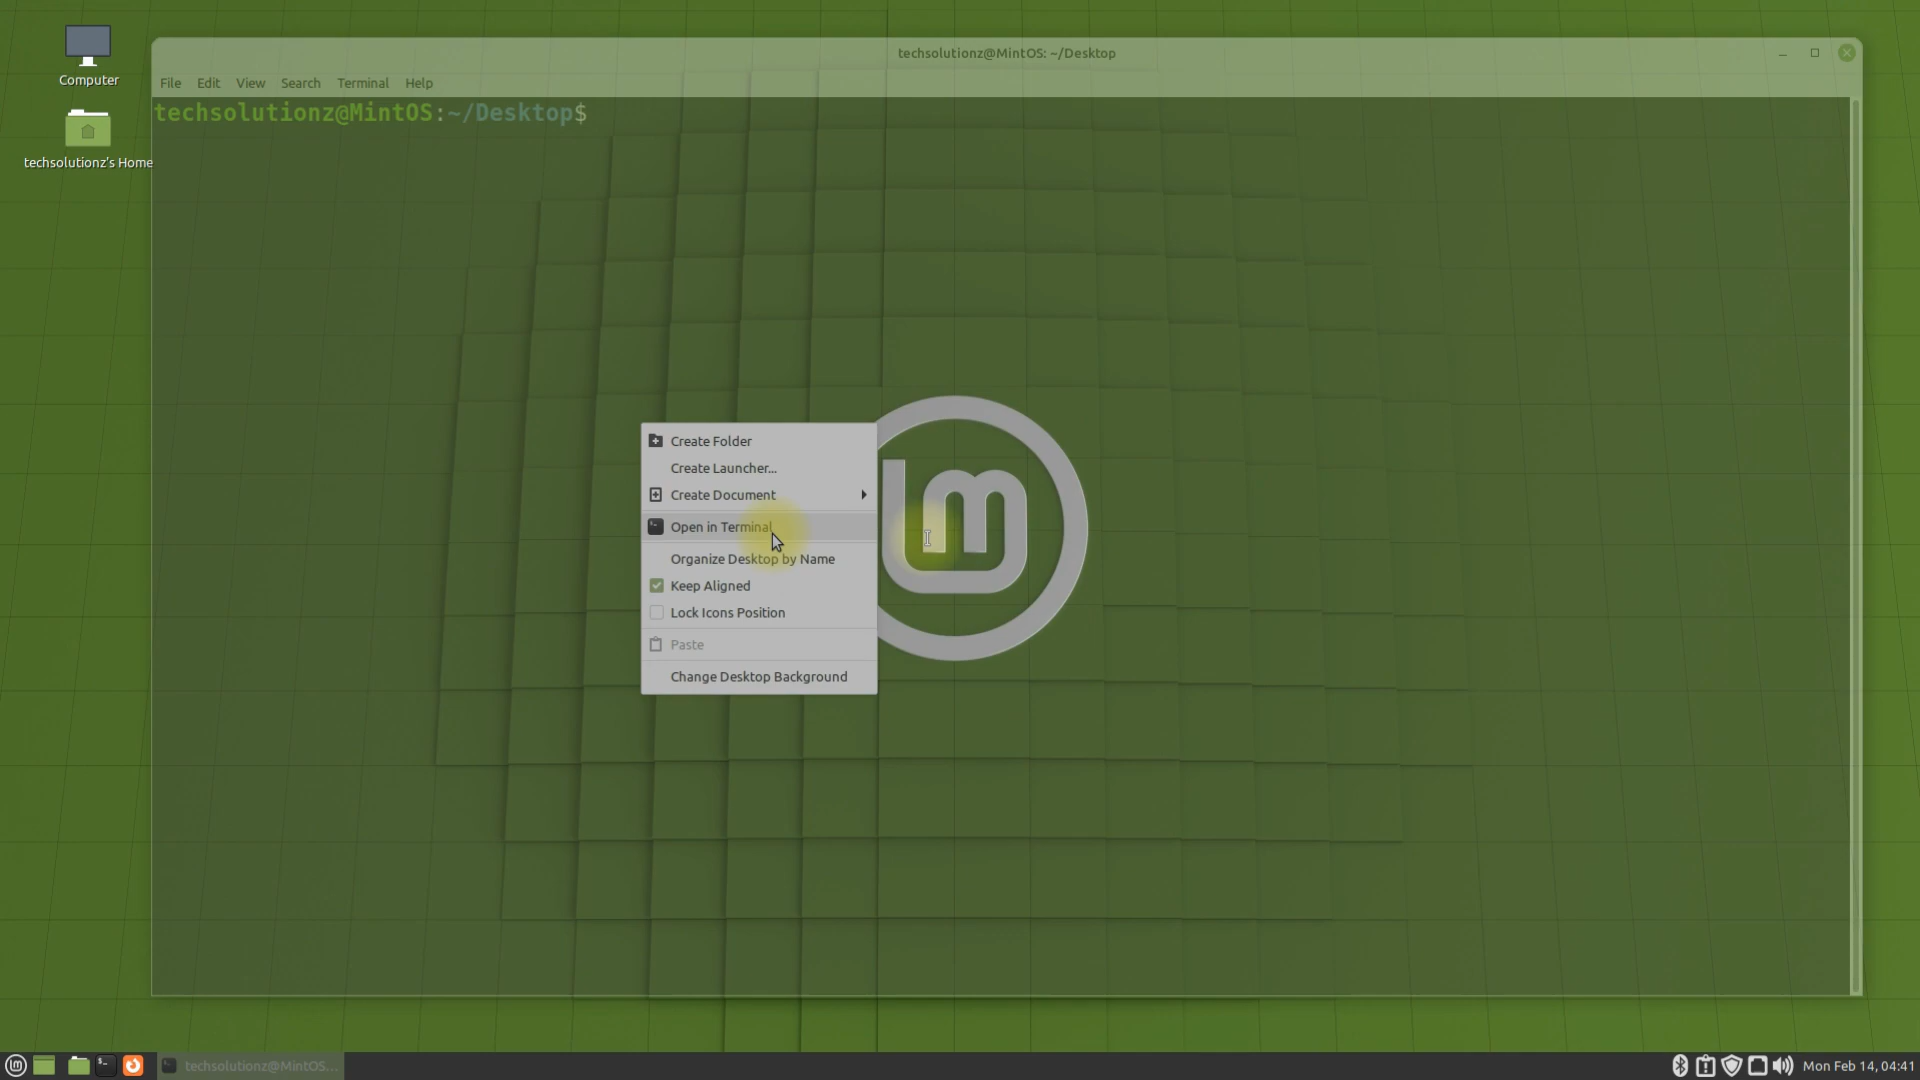 Computer
techsolutionz's Home
techsolutionz@MintOS: ~/Desktop
File Edit View Search Terminal Help
techsolutionz@MintOS:~/Desktop$
Create Folder
Create Launcher...
Create Document
Open in Terminal
Organize Desktop by Name
Keep Aligned
Lock Icons Position
Paste
Change Desktop Background
techsolutionz@MintOS... Mon Feb 14, 04:41